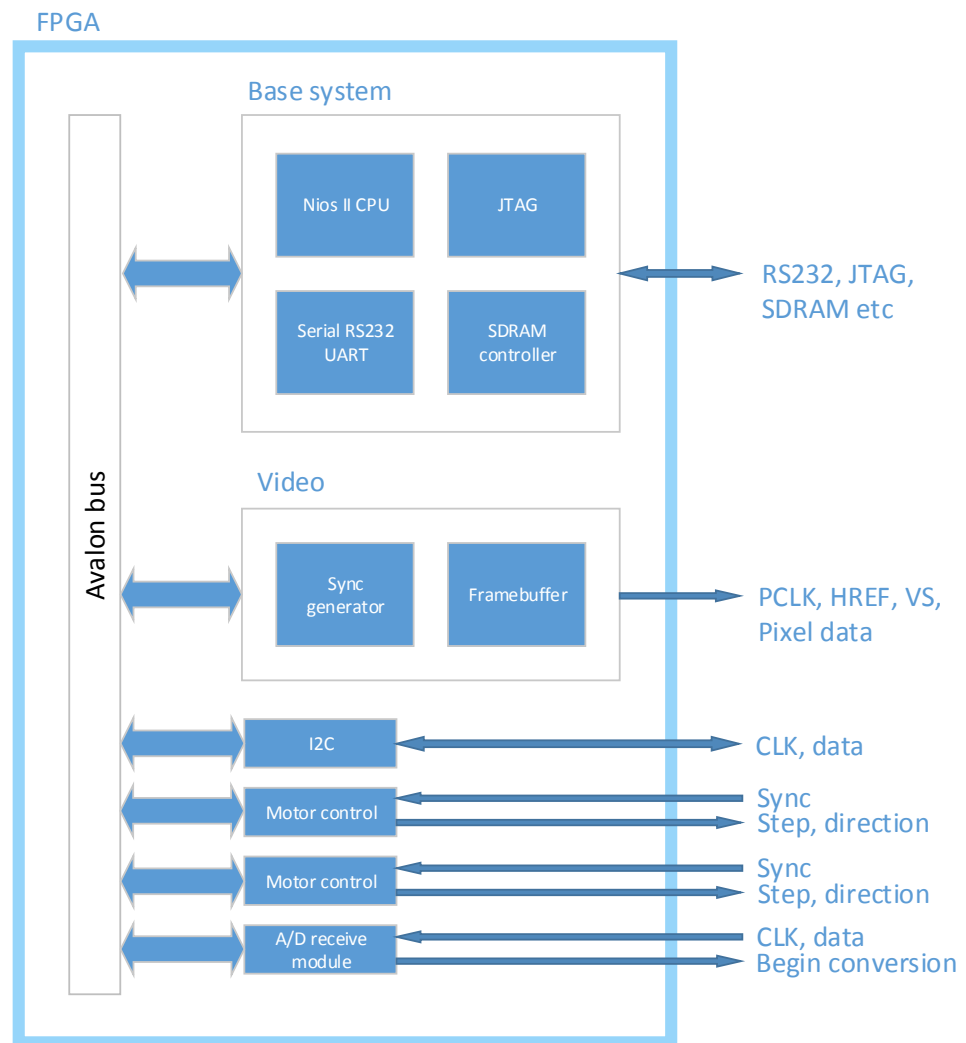 FPGA
Base system
Nios II CPU
JTAG
Serial RS232
UART
SDRAM
controller
RS232, JTAG,
SDRAM etc
Avalon bus
Video
Sync
generator
Framebuffer
PCLK, HREF, VS,
Pixel data
I2C
CLK, data
Motor control
Sync
Step, direction
Motor control
Sync
Step, direction
A/D receive
module
CLK, data
Begin conversion